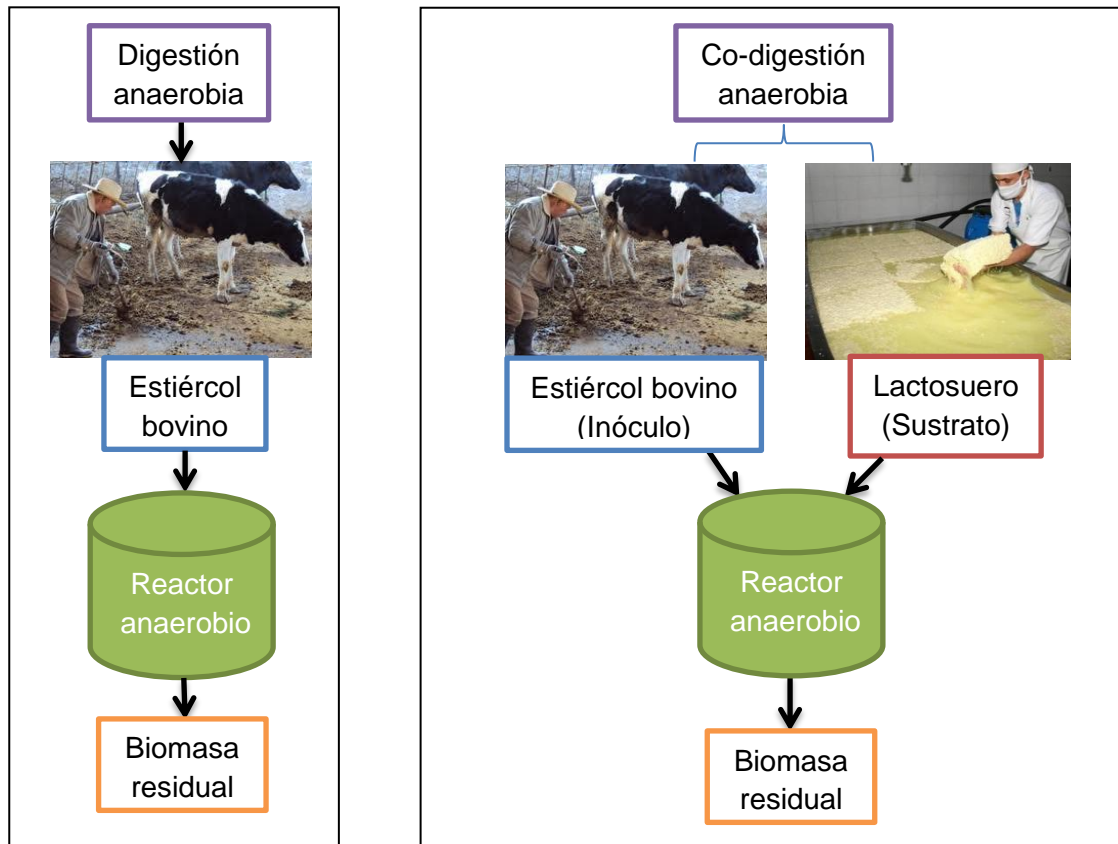 Digestión
anaerobia
Estiércol
bovino
Reactor
anaerobio
Biomasa
residual
Co-digestión
anaerobia
Estiércol bovino
(Inóculo)
Lactosuero
(Sustrato)
Reactor
anaerobio
Biomasa
residual